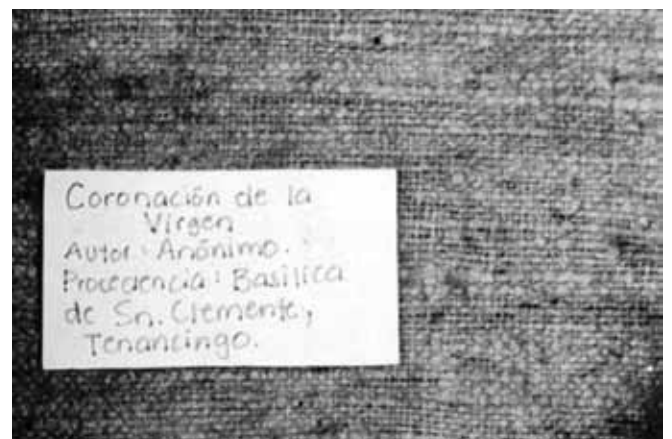 Coronación de la
Virgen
Autor: Anónimo.
Procedencia: Basílica
de Sn. Clemente,
Tenancingo.